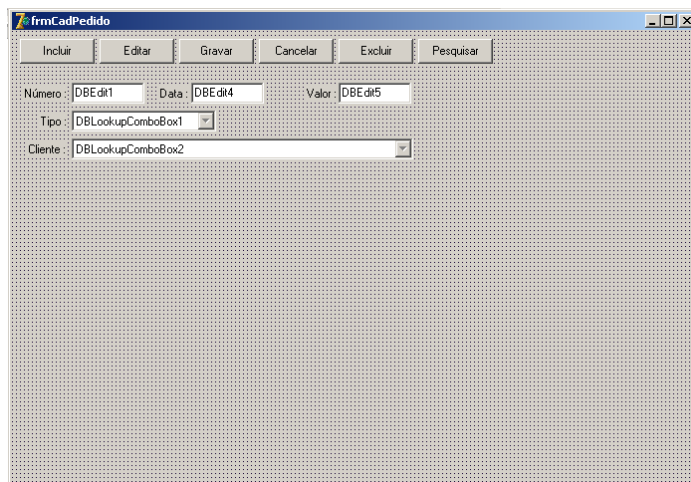 frmCadPedido
Incluir Editar Gravar Cancelar Excluir Pesquisar
Número : DBEdit1 Data : DBEdit4 Valor : DBEdit5
Tipo : DBLookupComboBox1
Cliente : DBLookupComboBox2